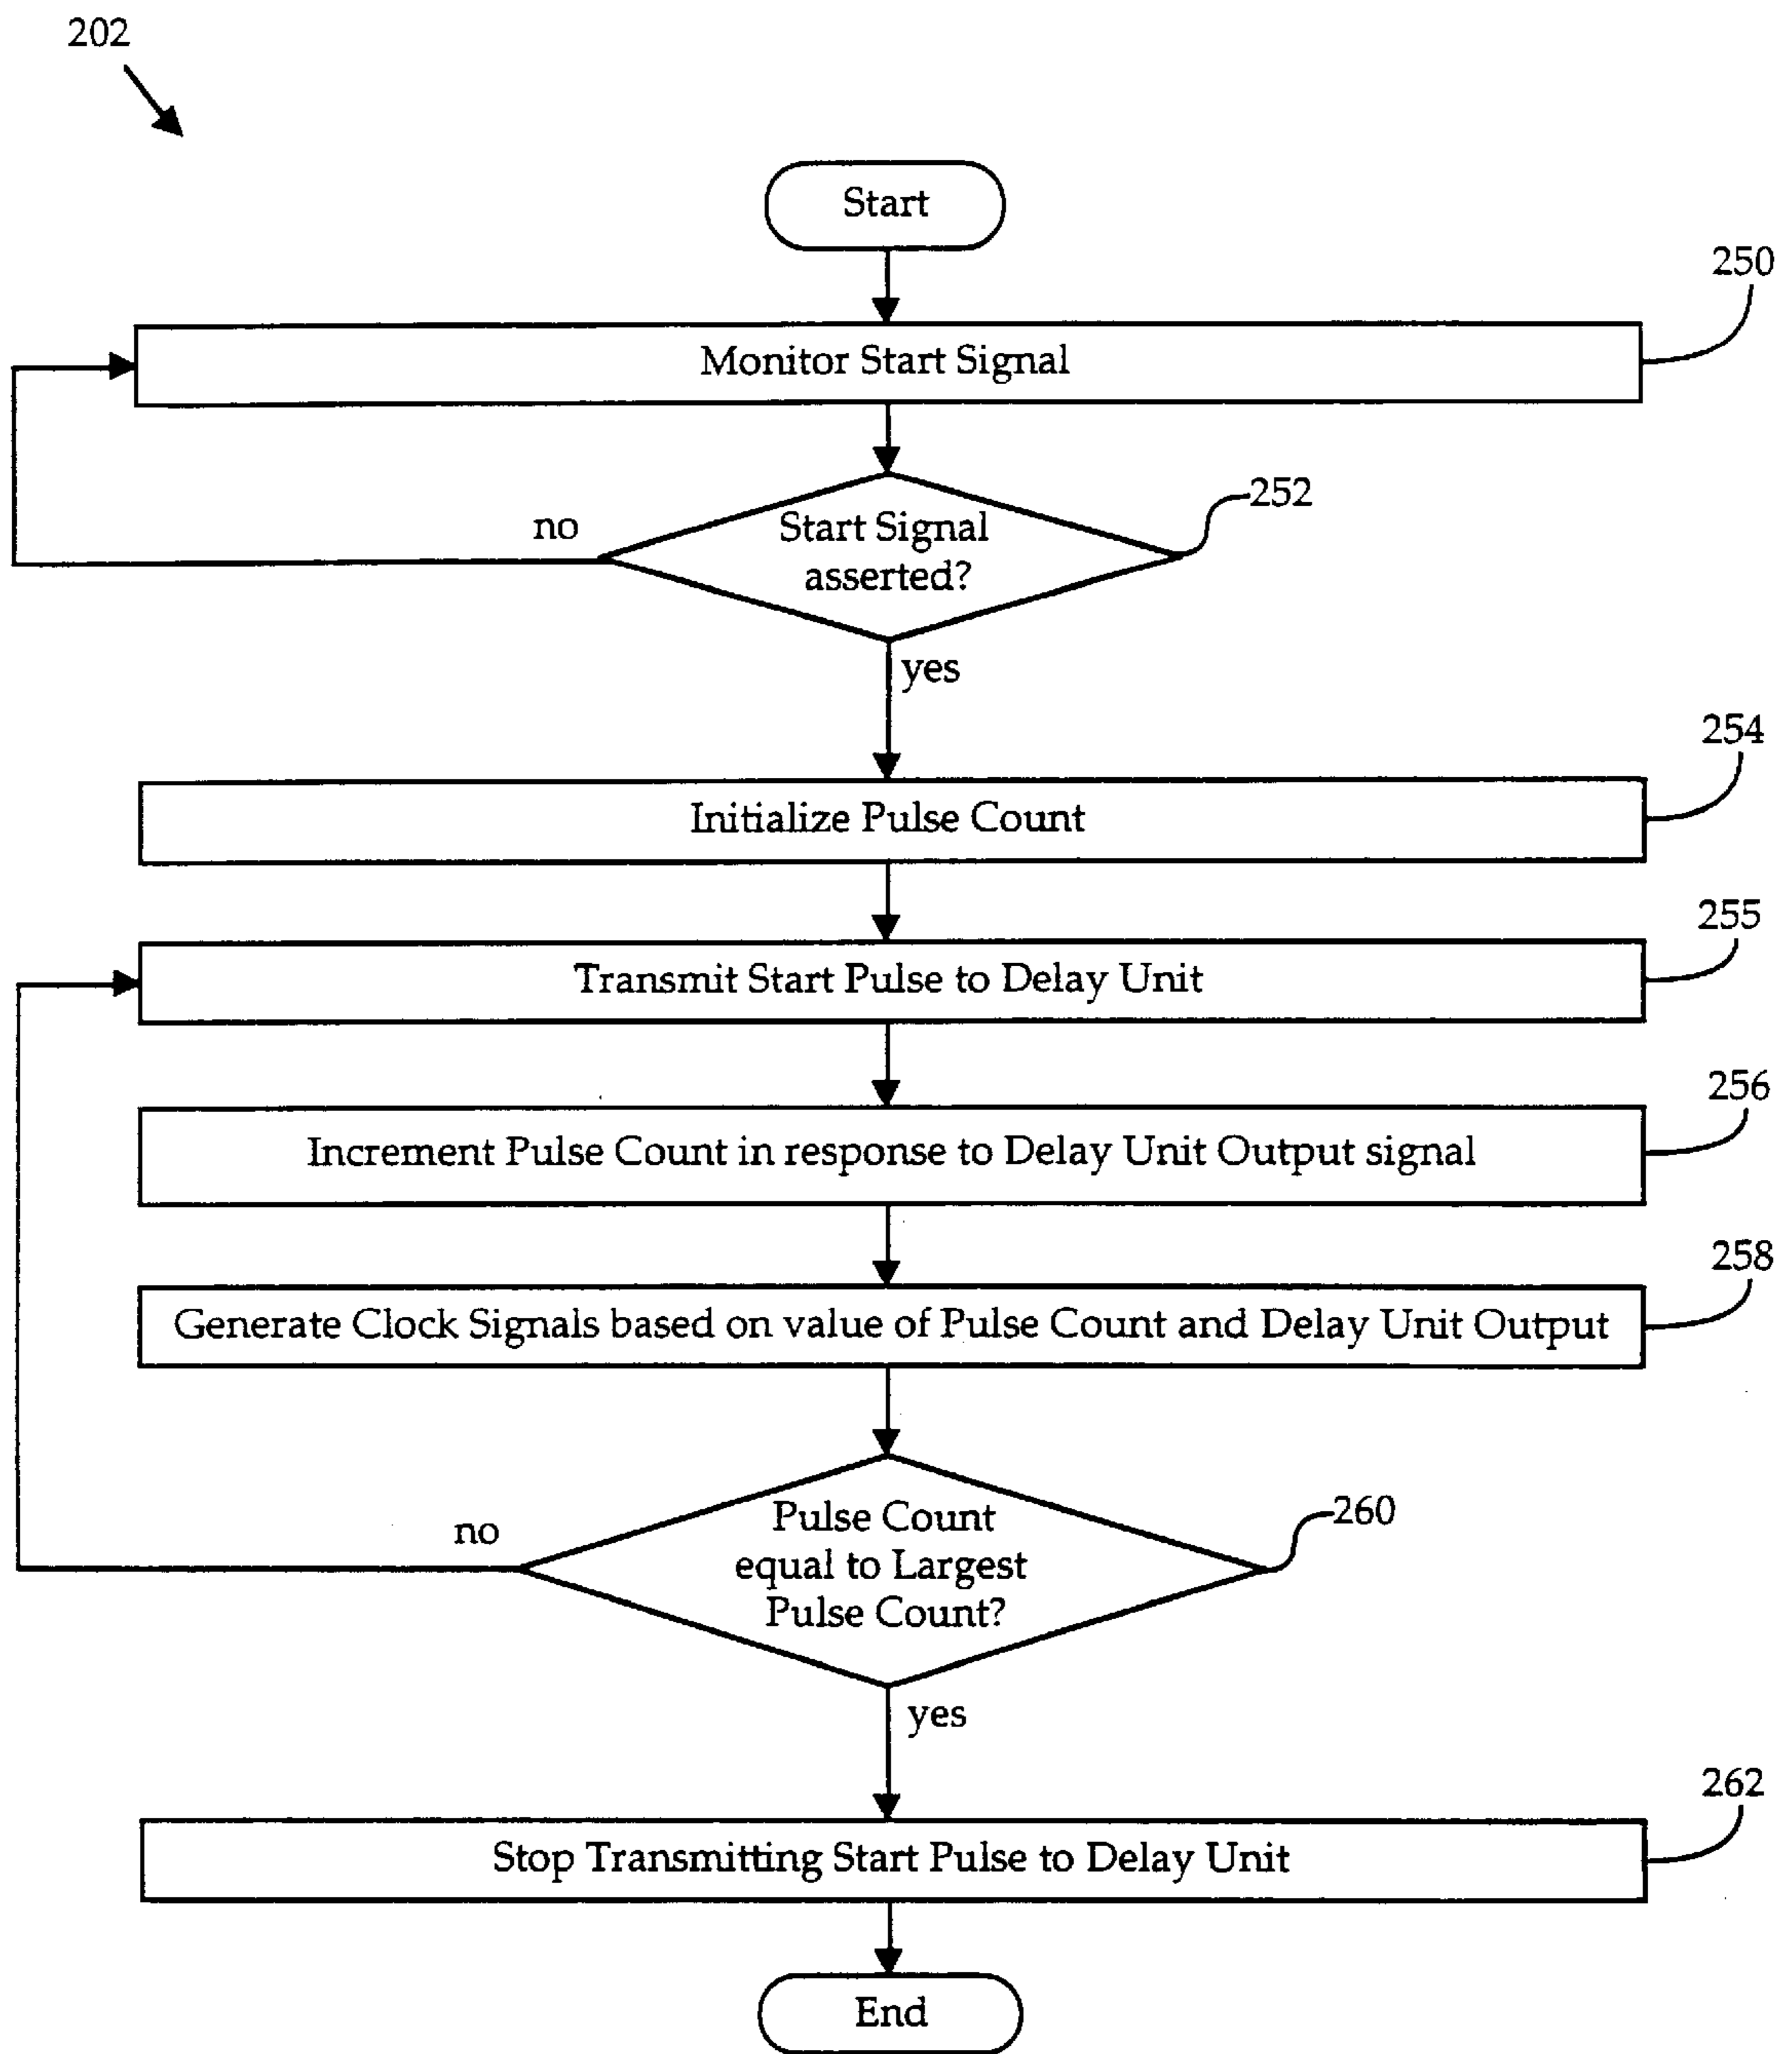 202
Start
250
Monitor Start Signal
252
no
Start Signal
asserted?
yes
254
Initialize Pulse Count
255
Transmit Start Pulse to Delay Unit
256
Increment Pulse Count in response to Delay Unit Output signal
258
Generate Clock Signals based on value of Pulse Count and Delay Unit Output
260
no
Pulse Count
equal to Largest
Pulse Count?
yes
262
Stop Transmitting Start Pulse to Delay Unit
End